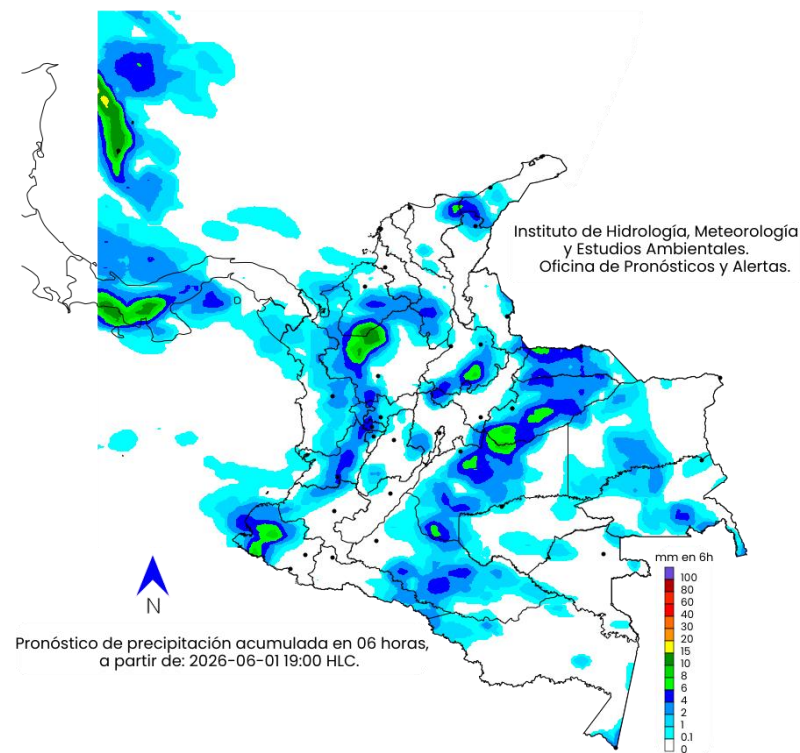 Instituto de Hidrología, Meteorología
y Estudios Ambientales.
Oficina de Pronósticos y Alertas.
N
Pronóstico de precipitación acumulada en 06 horas,
a partir de: 2026-06-01 19:00 HLC.
mm en 6h
100
80
60
40
30
20
15
10
8
6
4
2
1
0.1
0